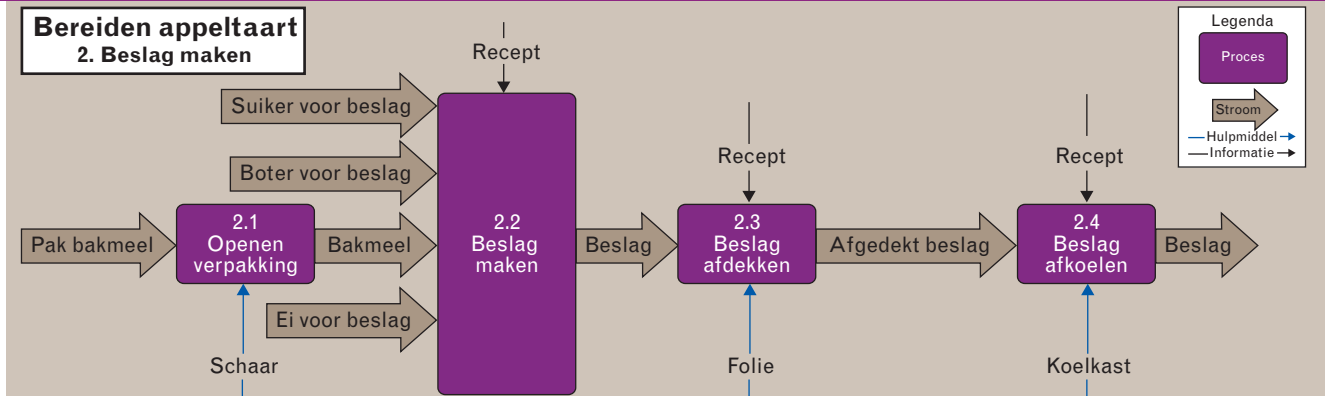 Bereiden appeltaart
2. Beslag maken
Recept
Suiker voor beslag
Boter voor beslag
Pak bakmeel
2.1
Openen
verpakking
Bakmeel
Ei voor beslag
Schaar
2.2
Beslag
maken
Beslag
Recept
2.3
Beslag
afdekken
Folie
Afgedekt beslag
Recept
2.4
Beslag
afkoelen
Koelkast
Beslag
Legenda
Proces
Stroom
Hulpmiddel
Informatie